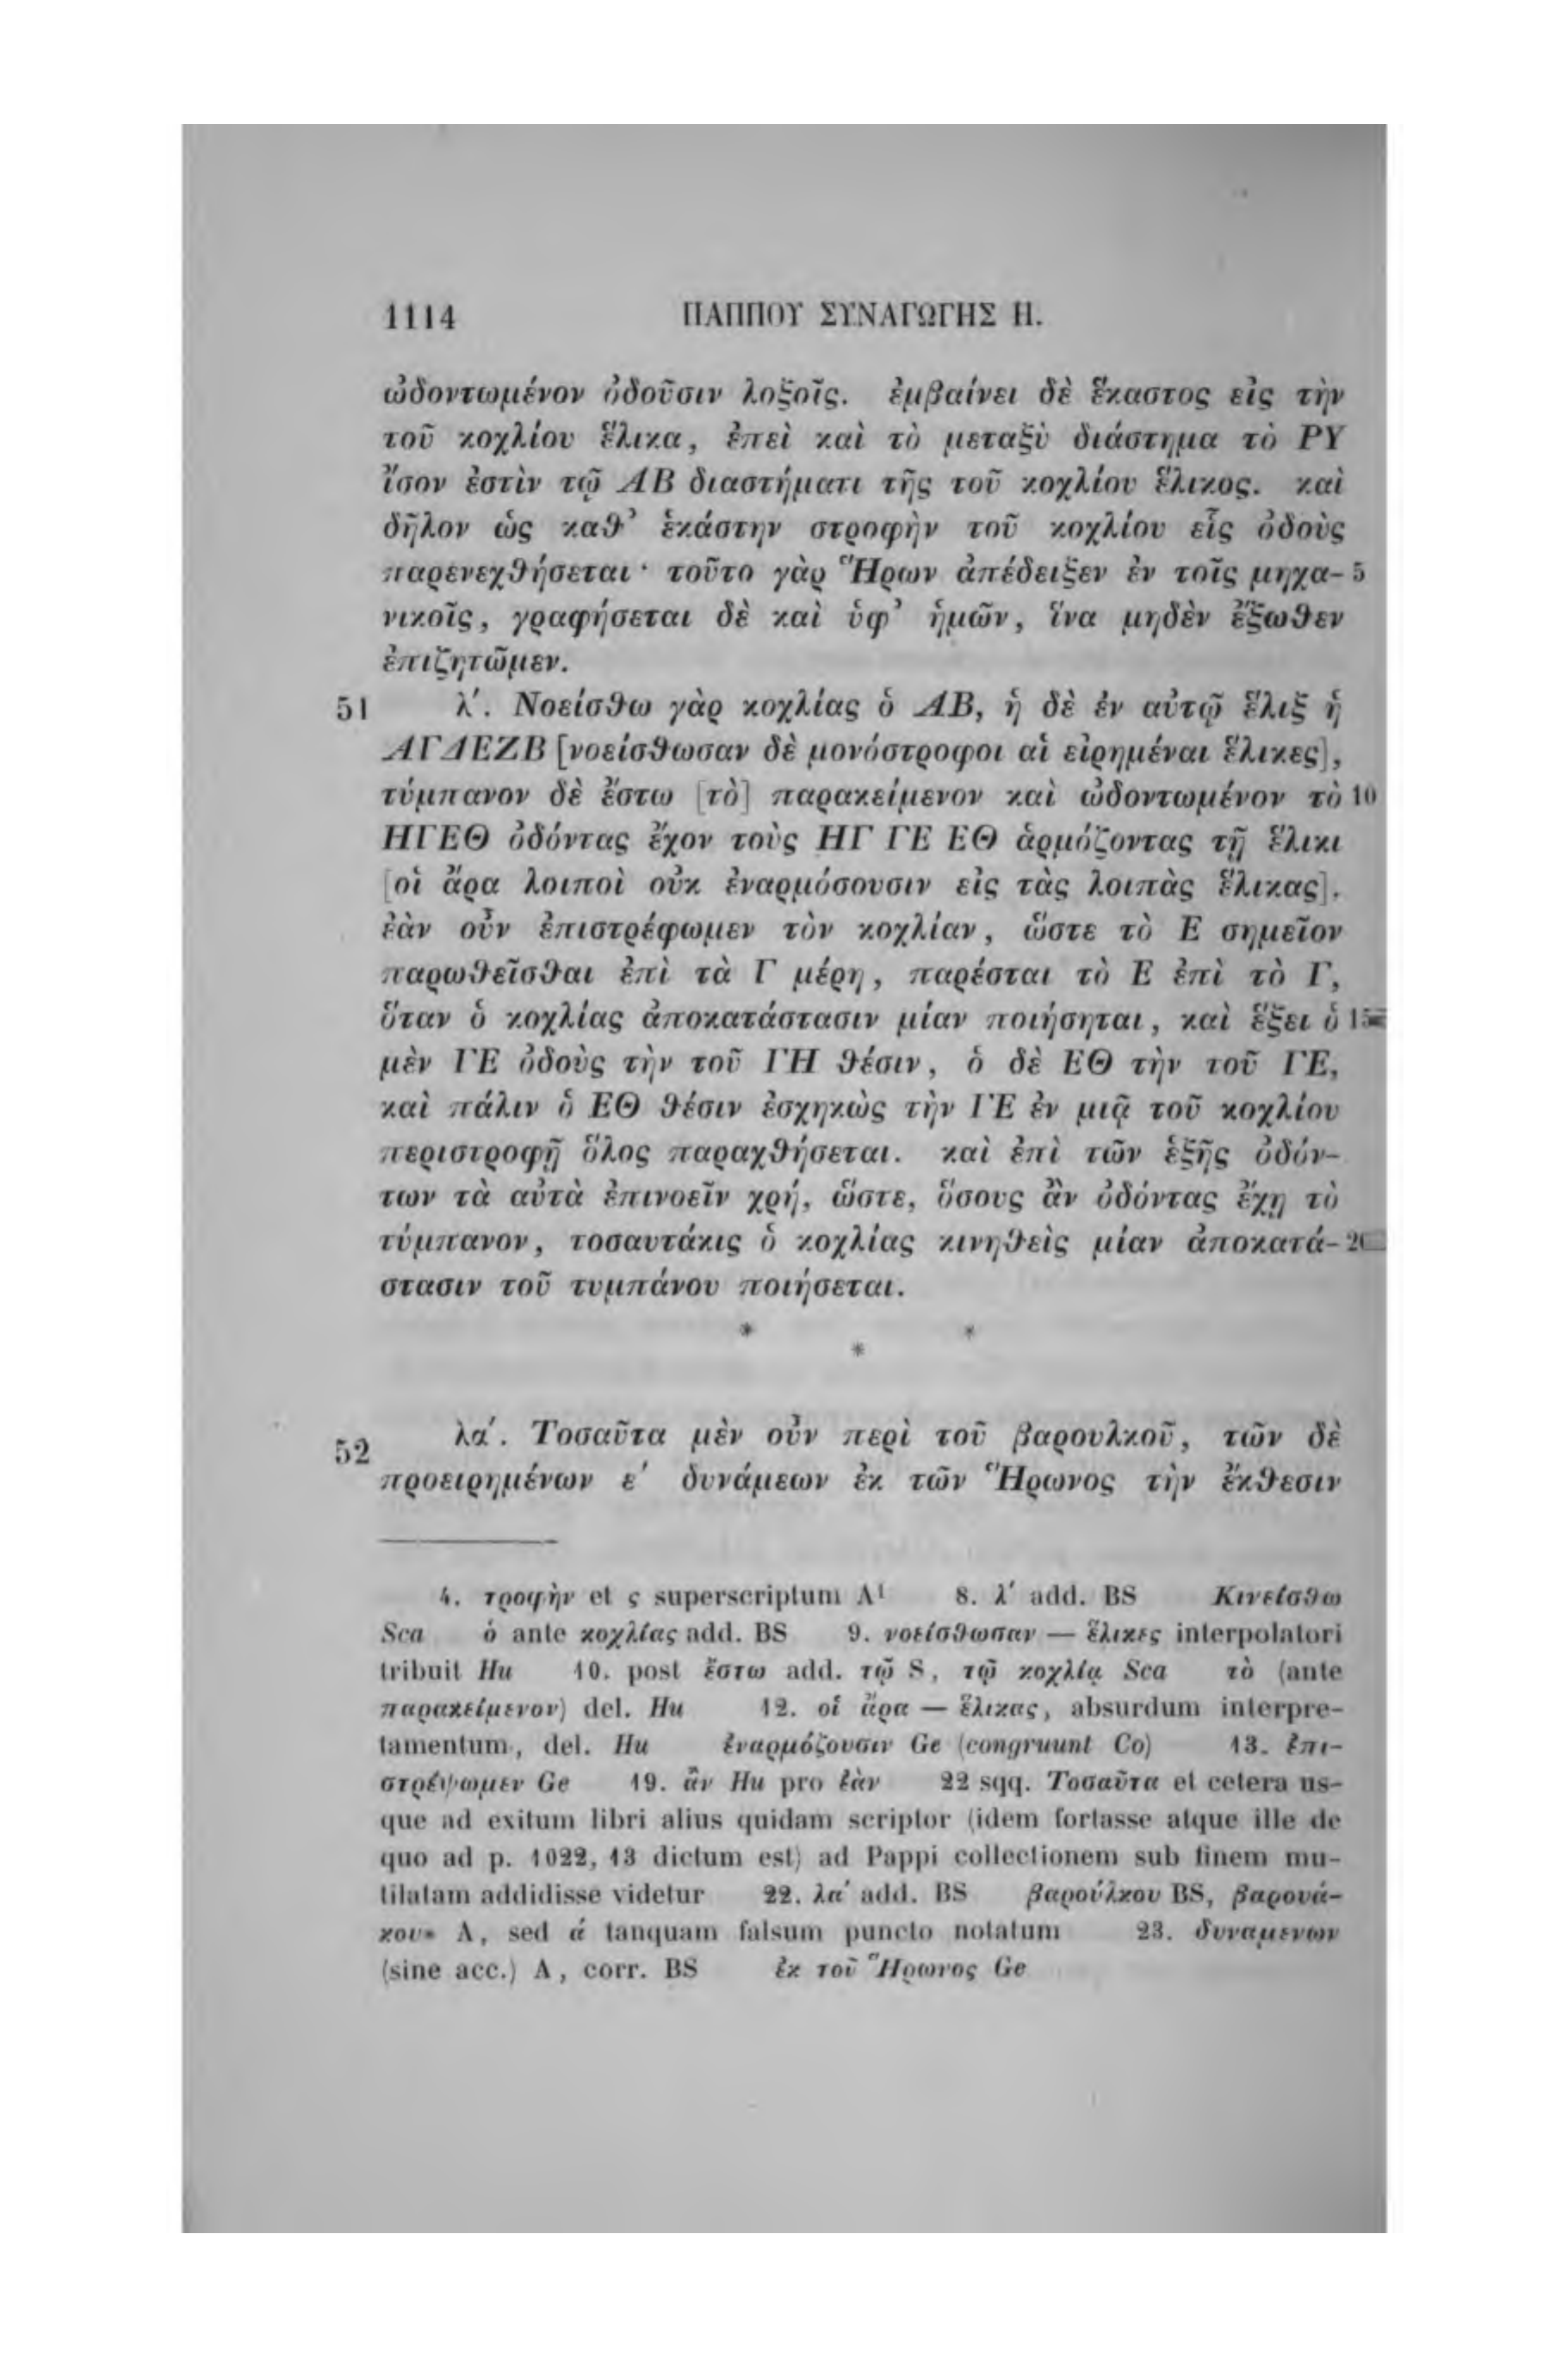 1114 ΠΑΠΠΟΥ ΣΥΝΑΓΩΓΗΣ Η.
ὠδοντωμένον ὀδοῦσιν λοξοῖς. ἐμβαίνει δὲ ἕκαστος εἰς τὴν
τοῦ κοχλίου ἕλικα, ἐπεὶ καὶ τὸ μεταξὺ διάστημα τὸ ΡΥ
ἴσον ἐστὶν τῷ ΑΒ διαστήματι τῆς τοῦ κοχλίου ἕλικος. καὶ
δῆλον ὡς καθ’ ἑκάστην στροφὴν τοῦ κοχλίου εἷς ὀδοὺς
παρενεχθήσεται· τοῦτο γὰρ Ἥρων ἀπέδειξεν ἐν τοῖς μηχα- 5
νικοῖς, γραφήσεται δὲ καὶ ὑφ’ ἡμῶν, ἵνα μηδὲν ἔξωθεν
ἐπιζητῶμεν.
51 λ΄. Νοείσθω γὰρ κοχλίας ὁ ΑΒ, ἡ δὲ ἐν αὐτῷ ἕλιξ ἡ
ΑΓΔΕΖΒ [νοείσθωσαν δὲ μονόστροφοι αἱ εἰρημέναι ἕλικες],
τύμπανον δὲ ἔστω [τὸ] παρακείμενον καὶ ὠδοντωμένον τὸ 10
ΗΓΕΘ ὀδόντας ἔχον τοὺς ΗΓ ΓΕ ΕΘ ἁρμόζοντας τῇ ἕλικι
[οἱ ἄρα λοιποὶ οὐκ ἐναρμόσουσιν εἰς τὰς λοιπὰς ἕλικας].
ἐὰν οὖν ἐπιστρέφωμεν τὸν κοχλίαν, ὥστε τὸ Ε σημεῖον
παρωθεῖσθαι ἐπὶ τὰ Γ μέρη, παρέσται τὸ Ε ἐπὶ τὸ Γ,
ὅταν ὁ κοχλίας ἀποκατάστασιν μίαν ποιήσηται, καὶ ἕξει ὁ 15
μὲν ΓΕ ὀδοὺς τὴν τοῦ ΓΗ θέσιν, ὁ δὲ ΕΘ τὴν τοῦ ΓΕ,
καὶ πάλιν ὁ ΕΘ θέσιν ἐσχηκὼς τὴν ΓΕ ἐν μιᾷ τοῦ κοχλίου
περιστροφῇ ὅλος παραχθήσεται. καὶ ἐπὶ τῶν ἑξῆς ὀδόν-
των τὰ αὐτὰ ἐπινοεῖν χρή, ὥστε, ὅσους ἂν ὀδόντας ἔχῃ τὸ
τύμπανον, τοσαυτάκις ὁ κοχλίας κινηθεὶς μίαν ἀποκατά- 20
στασιν τοῦ τυμπάνου ποιήσεται.
* * *
52 λα΄. Τοσαῦτα μὲν οὖν περὶ τοῦ βαρουλκοῦ, τῶν δὲ
προειρημένων ε΄ δυνάμεων ἐκ τῶν Ἥρωνος τὴν ἔκθεσιν
4. τροφὴν et ς superscriptum A¹ 8. λ΄ add. BS Κινείσθω
Sca ὁ ante κοχλίας add. BS 9. νοείσθωσαν — ἕλικες interpolatori
tribuit Hu 10. post ἔστω add. τῷ S, τῷ κοχλίᾳ Sca τὸ (ante
παρακείμενον) del. Hu 12. οἱ ἄρα — ἕλικας, absurdum interpre-
tamentum, del. Hu ἐναρμόζουσιν Ge (congruunt Co) 13. ἐπι-
στρέψωμεν Ge 19. ἂν Hu pro ἐὰν 22 sqq. Τοσαῦτα et cetera us-
que ad exitum libri alius quidam scriptor (idem fortasse atque ille de
quo ad p. 1022, 13 dictum est) ad Pappi collectionem sub finem mu-
tilatam addidisse videtur 22. λα΄ add. BS βαρούλκου BS, βαρουά-
κου* A, sed ά tanquam falsum puncto notatum 23. δυναμενων
(sine acc.) A, corr. BS ἐκ τοῦ Ἥρωνος Ge